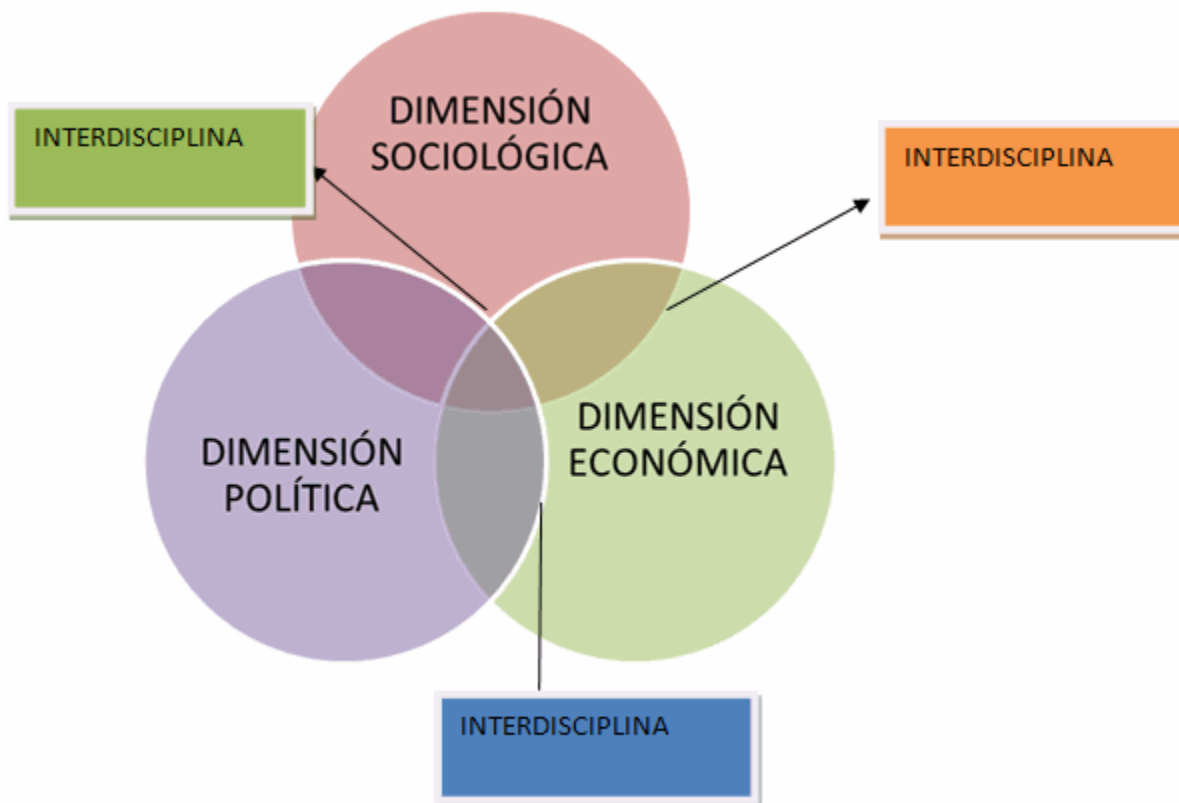 DIMENSIÓN
SOCIOLÓGICA
INTERDISCIPLINA
INTERDISCIPLINA
DIMENSIÓN
POLÍTICA
DIMENSIÓN
ECONÓMICA
INTERDISCIPLINA